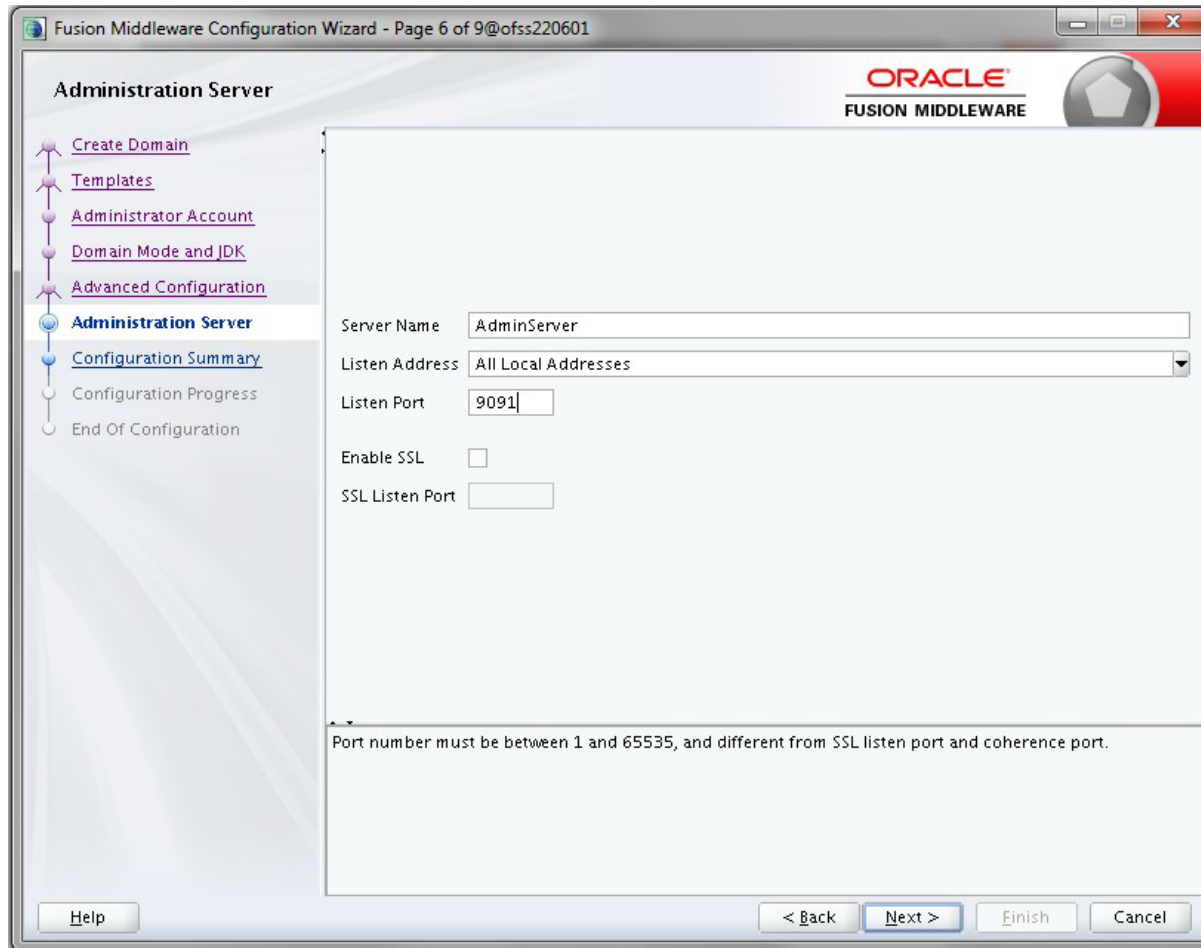 Fusion Middleware Configuration Wizard - Page 6 of 9@ofss220601
Administration Server
ORACLE
FUSION MIDDLEWARE
Create Domain
Templates
Administrator Account
Domain Mode and JDK
Advanced Configuration
Administration Server
Configuration Summary
Configuration Progress
End Of Configuration
Server Name AdminServer
Listen Address All Local Addresses
Listen Port 9091
Enable SSL
SSL Listen Port
Port number must be between 1 and 65535, and different from SSL listen port and coherence port.
Help < Back Next > Finish Cancel